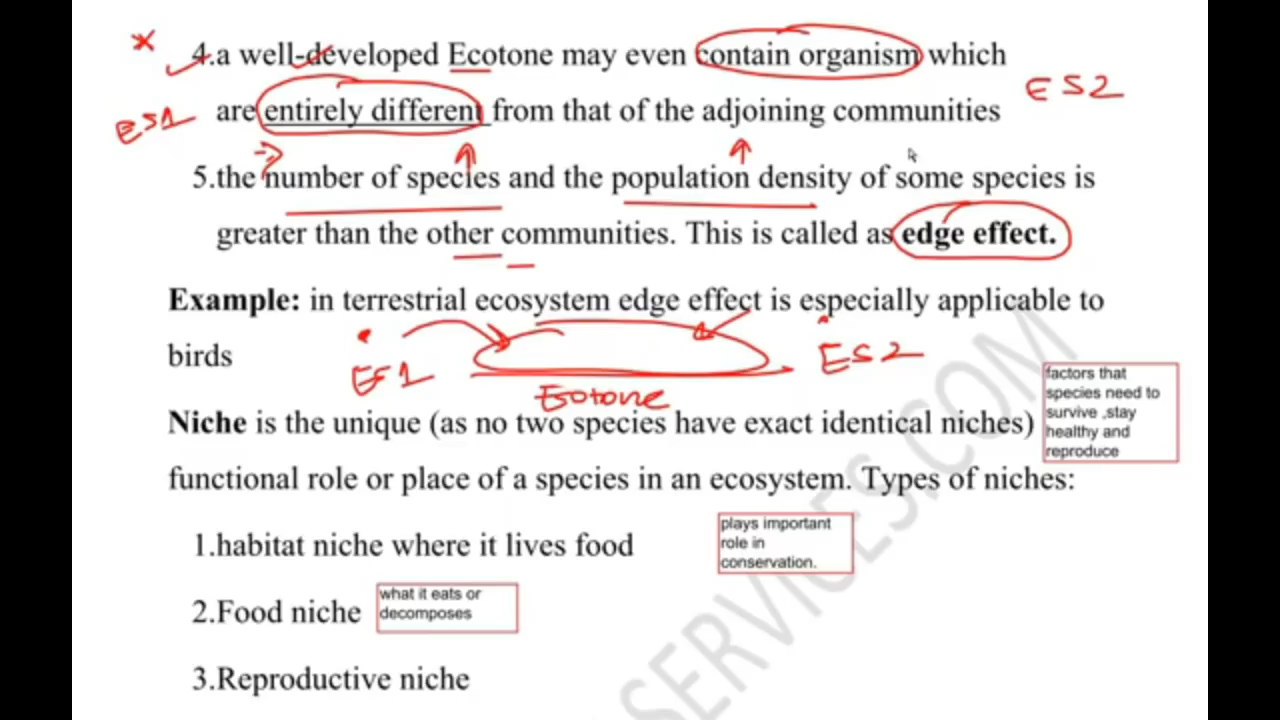 4.a well-developed Ecotone may even contain organism which
ES2
ES1
are entirely different from that of the adjoining communities
5.the number of species and the population density of some species is
greater than the other communities. This is called as edge effect.
Example: in terrestrial ecosystem edge effect is especially applicable to
birds
ES1
ES2
Ecotone
factors that
species need to
survive ,stay
healthy and
reproduce
Niche is the unique (as no two species have exact identical niches)
functional role or place of a species in an ecosystem. Types of niches:
1.habitat niche where it lives food
plays important
role in
conservation.
2.Food niche
what it eats or
decomposes
3.Reproductive niche
SERVICES.COM